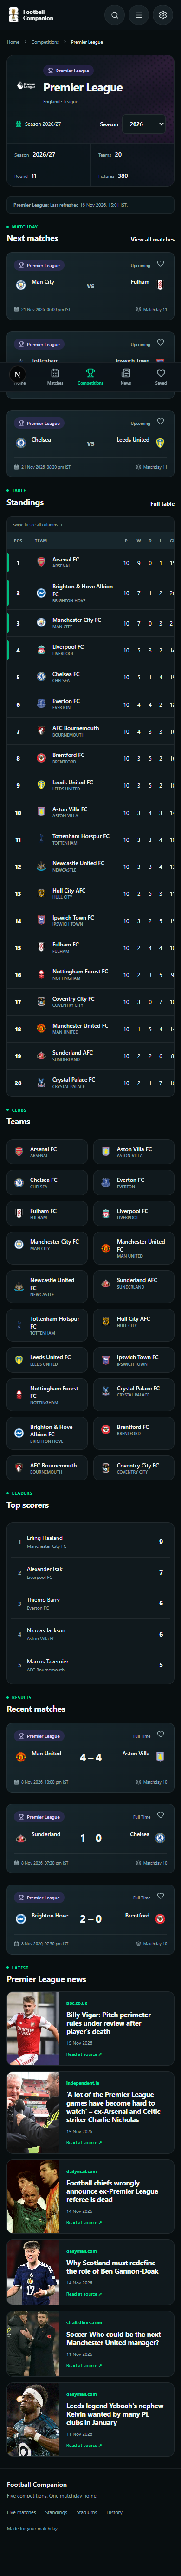 Football
Companion
Home > Competitions > Premier League
Premier League
Premier League
Premier League
England · League
Season 2026/27
Season 2026
Season 2026/27
Teams 20
Round 11
Fixtures 380
Premier League: Last refreshed 16 Nov 2026, 15:01 IST.
MATCHDAY
Next matches
View all matches
Premier League
Upcoming
Man City
VS
Fulham
21 Nov 2026, 06:00 pm IST
Matchday 11
Premier League
Upcoming
Tottenham
Ipswich Town
N
Matches
Competitions
News
Saved
Premier League
Upcoming
Chelsea
VS
Leeds United
21 Nov 2026, 08:30 pm IST
Matchday 11
TABLE
Standings
Full table
Swipe to see all columns →
POS TEAM P W D L
1 Arsenal FC 10 9 0 1
ARSENAL
2 Brighton & Hove Albion FC 10 7 1 2
BRIGHTON HOVE
3 Manchester City FC 10 7 0 3
MAN CITY
4 Liverpool FC 10 5 3 2
LIVERPOOL
5 Chelsea FC 10 5 1 4
CHELSEA
6 Everton FC 10 4 4 2
EVERTON
7 AFC Bournemouth 10 4 3 3
BOURNEMOUTH
8 Brentford FC 10 3 5 2
BRENTFORD
9 Leeds United FC 10 3 5 2
LEEDS UNITED
10 Aston Villa FC 10 3 4 3
ASTON VILLA
11 Tottenham Hotspur FC 10 3 3 4
TOTTENHAM
12 Newcastle United FC 10 3 3 4
NEWCASTLE
13 Hull City AFC 10 2 5 3
HULL CITY
14 Ipswich Town FC 10 3 2 5
IPSWICH TOWN
15 Fulham FC 10 2 4 4
FULHAM
16 Nottingham Forest FC 10 2 3 5
NOTTINGHAM
17 Coventry City FC 10 3 0 7
COVENTRY CITY
18 Manchester United FC 10 1 5 4
MAN UNITED
19 Sunderland AFC 10 2 2 6
SUNDERLAND
20 Crystal Palace FC 10 2 1 7
CRYSTAL PALACE
CLUBS
Teams
Arsenal FC
ARSENAL
Aston Villa FC
ASTON VILLA
Chelsea FC
CHELSEA
Everton FC
EVERTON
Fulham FC
FULHAM
Liverpool FC
LIVERPOOL
Manchester City FC
MAN CITY
Manchester United
FC
MAN UNITED
Newcastle United
FC
NEWCASTLE
Sunderland AFC
SUNDERLAND
Tottenham Hotspur
FC
TOTTENHAM
Hull City AFC
HULL CITY
Leeds United FC
LEEDS UNITED
Ipswich Town FC
IPSWICH TOWN
Nottingham Forest
FC
NOTTINGHAM
Crystal Palace FC
CRYSTAL PALACE
Brighton & Hove
Albion FC
BRIGHTON HOVE
Brentford FC
BRENTFORD
AFC Bournemouth
BOURNEMOUTH
Coventry City FC
COVENTRY CITY
LEADERS
Top scorers
1 Erling Haaland 9
Manchester City FC
2 Alexander Isak 7
Liverpool FC
3 Thierno Barry 6
Everton FC
4 Nicolas Jackson 6
Aston Villa FC
5 Marcus Tavernier 5
AFC Bournemouth
RESULTS
Recent matches
Premier League
Full Time
Man United
4 – 4
Aston Villa
8 Nov 2026, 10:00 pm IST
Matchday 10
Premier League
Full Time
Sunderland
1 – 0
Chelsea
8 Nov 2026, 07:30 pm IST
Matchday 10
Premier League
Full Time
Brighton Hove
2 – 0
Brentford
8 Nov 2026, 07:30 pm IST
Matchday 10
LATEST
Premier League news
bbc.co.uk
Billy Vigar: Pitch perimeter
rules under review after
player's death
15 Nov 2026
Read at source ↗
independent.ie
'A lot of the Premier League
games have become hard to
watch' – ex-Arsenal and Celtic
striker Charlie Nicholas
15 Nov 2026
Read at source ↗
dailymail.com
Football chiefs wrongly
announce ex-Premier League
referee is dead
14 Nov 2026
Read at source ↗
dailymail.com
Why Scotland must redefine
the role of Ben Gannon-Doak
14 Nov 2026
Read at source ↗
straitstimes.com
Soccer-Who could be the next
Manchester United manager?
11 Nov 2026
Read at source ↗
dailymail.com
Leeds legend Yeboah's nephew
Kelvin wanted by many PL
clubs in January
11 Nov 2026
Read at source ↗
Football Companion
Five competitions. One matchday home.
Live matches Standings Stadiums History
Made for your matchday.